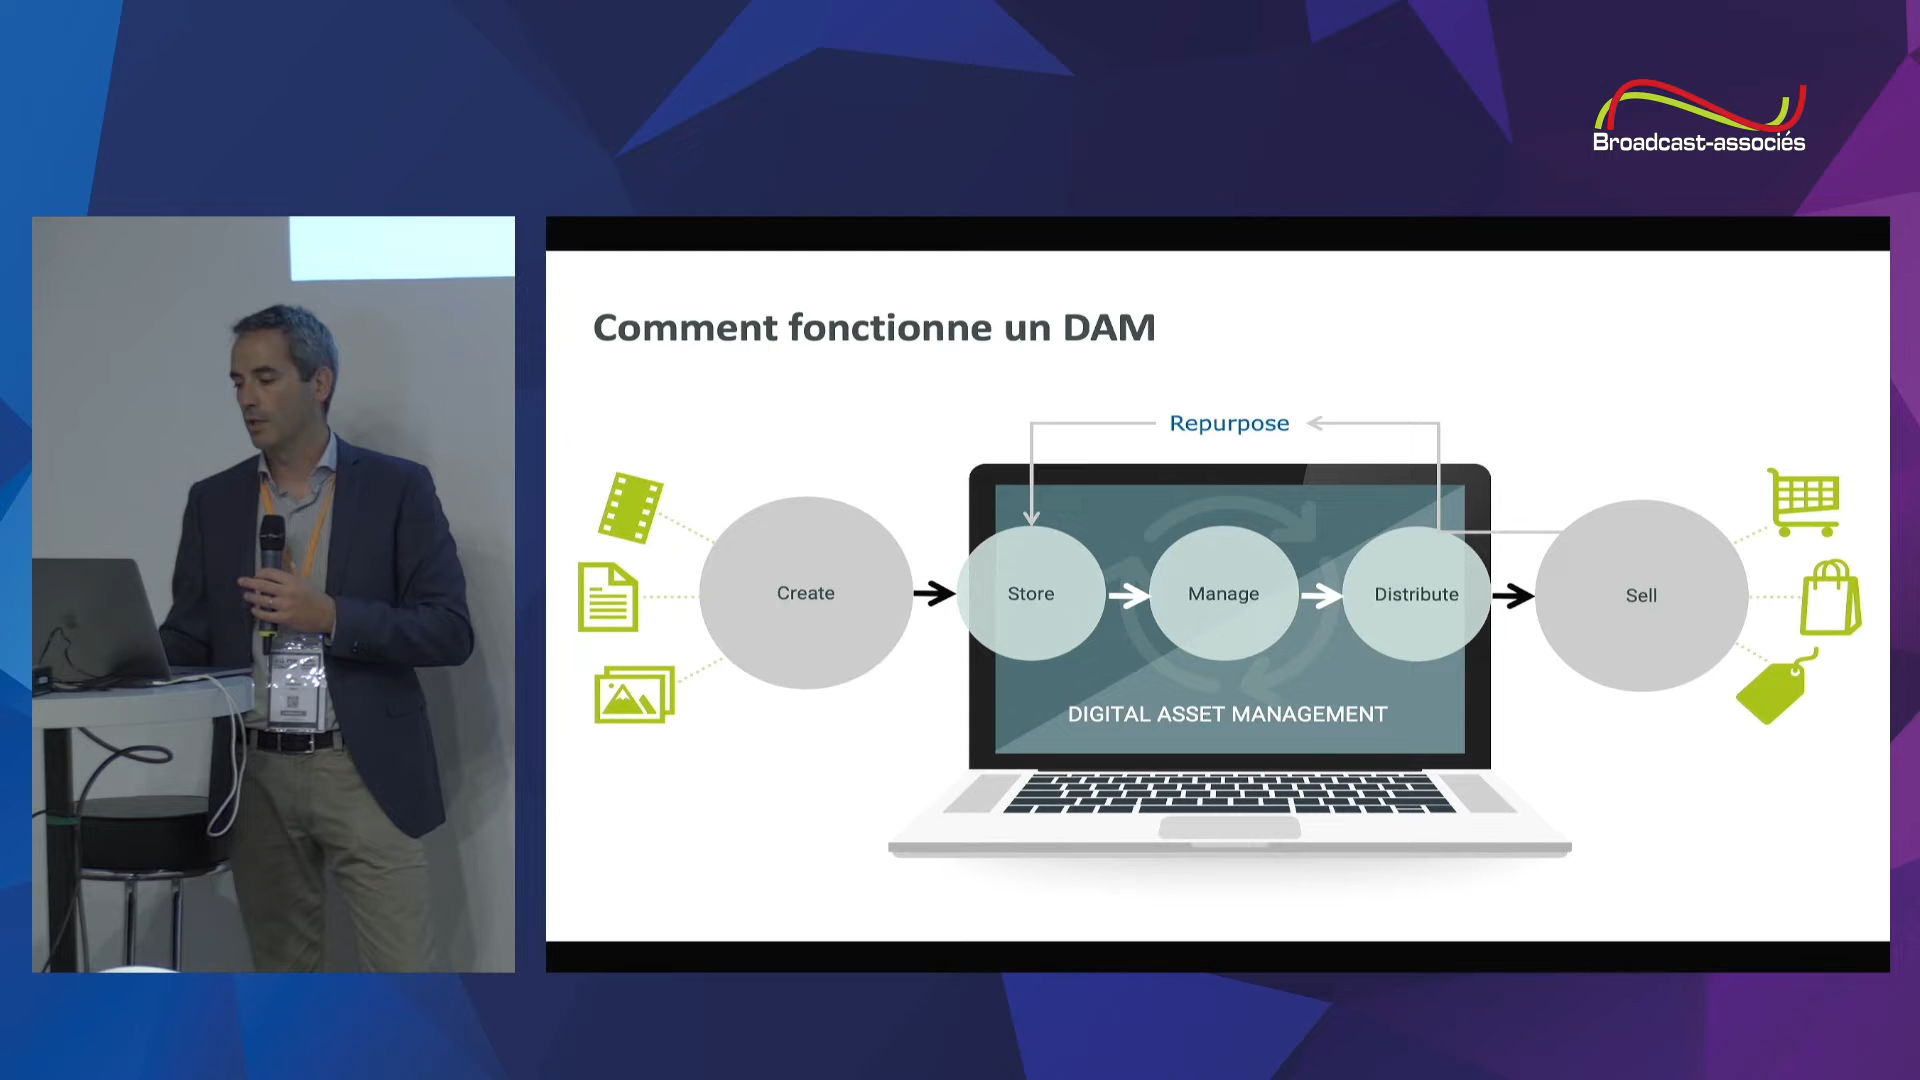 Broadcast-associés
Comment fonctionne un DAM
Repurpose
Create
Store
Manage
Distribute
Sell
DIGITAL ASSET MANAGEMENT